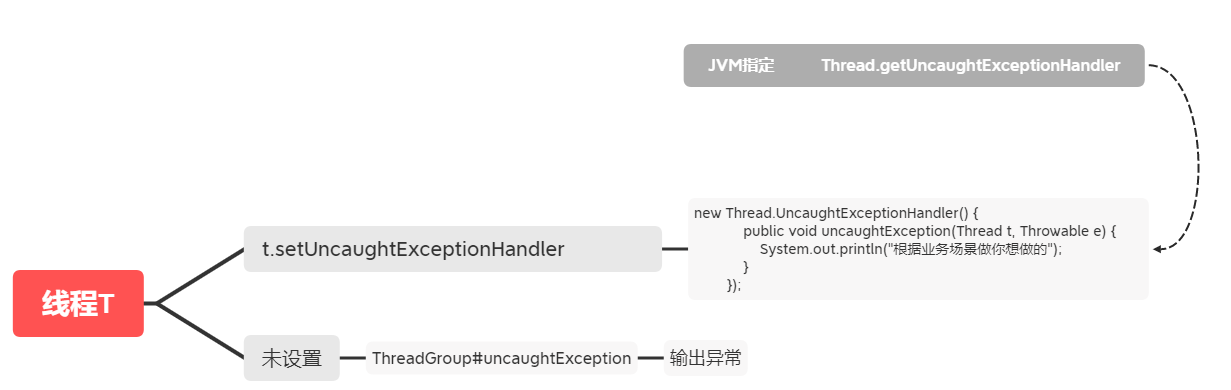 JVM指定 Thread.getUncaughtExceptionHandler
new Thread.UncaughtExceptionHandler() {
public void uncaughtException(Thread t, Throwable e) {
System.out.println("根据业务场景做你想做的");
}
});
t.setUncaughtExceptionHandler
线程T
未设置
ThreadGroup#uncaughtException
输出异常